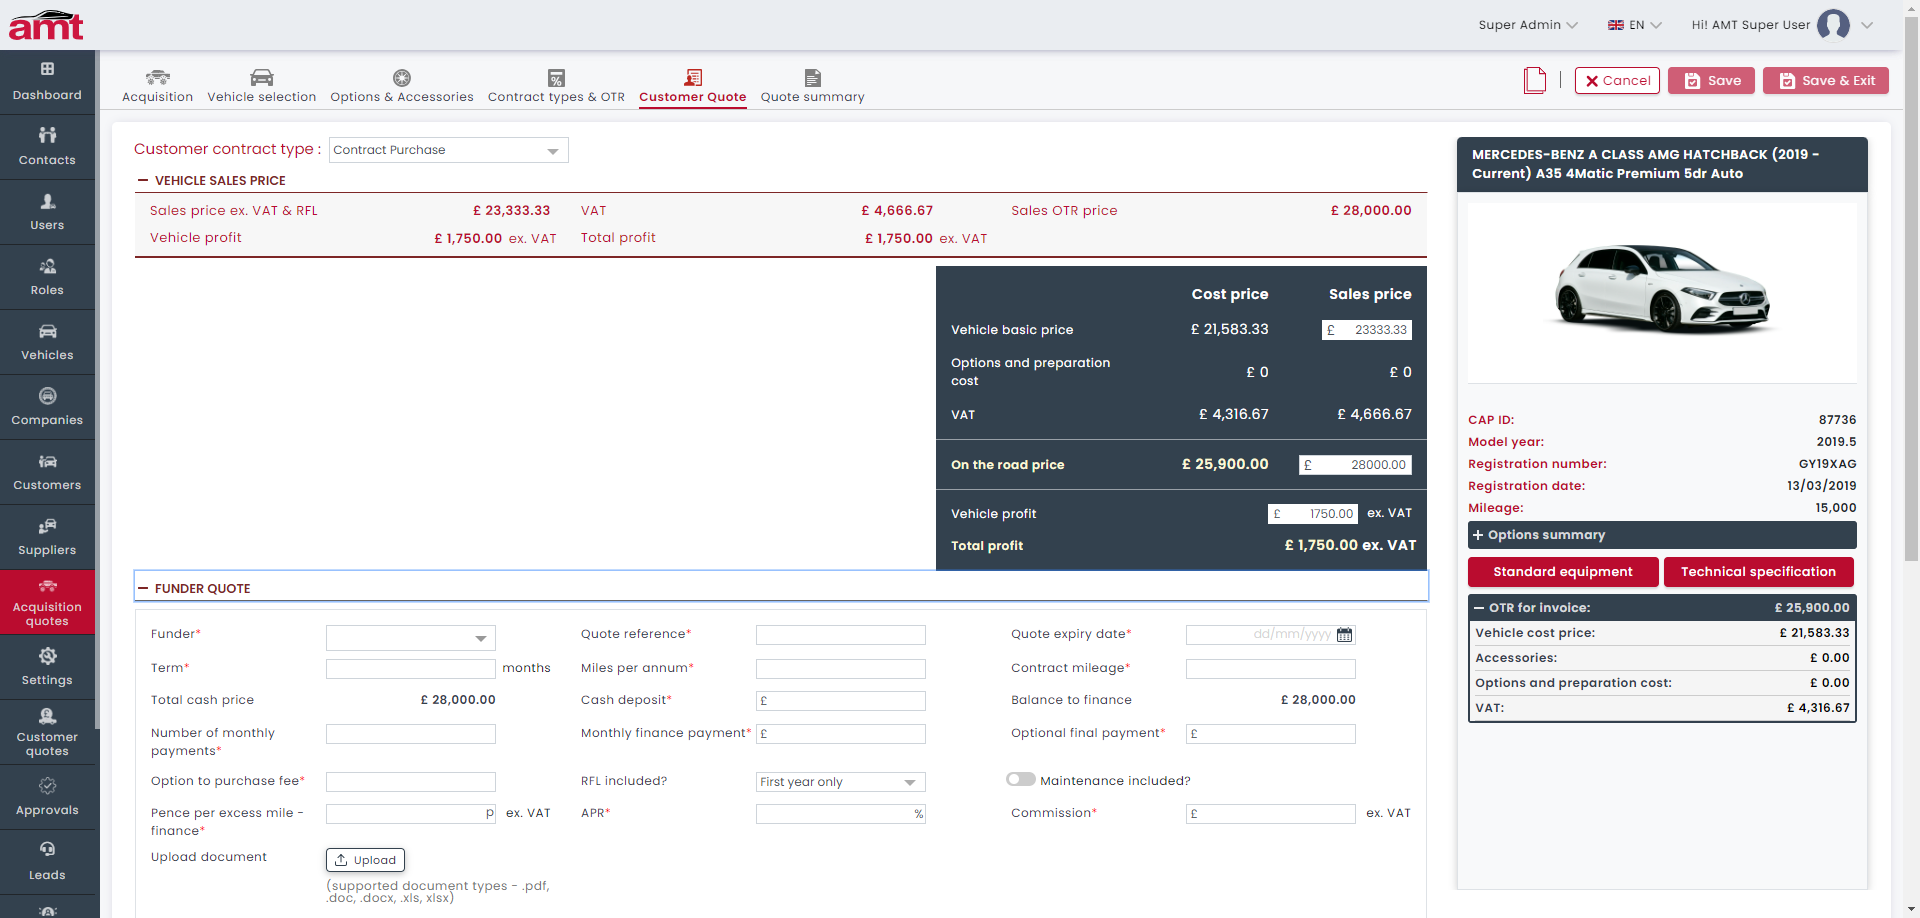 amt
Super Admin
EN
Hi! AMT Super User
Dashboard
Contacts
Users
Roles
Vehicles
Companies
Customers
Suppliers
Acquisition
quotes
Settings
Customer
quotes
Approvals
Leads
Acquisition
Vehicle selection
Options & Accessories
Contract types & OTR
Customer Quote
Quote summary
Cancel
Save
Save & Exit
Customer contract type :
Contract Purchase
VEHICLE SALES PRICE
Sales price ex. VAT & RFL £ 23,333.33 VAT £ 4,666.67 Sales OTR price £ 28,000.00
Vehicle profit £ 1,750.00 ex. VAT Total profit £ 1,750.00 ex. VAT
Cost price Sales price
Vehicle basic price £ 21,583.33 £ 23333.33
Options and preparation
cost £ 0 £ 0
VAT £ 4,316.67 £ 4,666.67
On the road price £ 25,900.00 £ 28000.00
Vehicle profit £ 1750.00 ex. VAT
Total profit £ 1,750.00 ex. VAT
FUNDER QUOTE
Funder* Quote reference* Quote expiry date* dd/mm/yyyy
Term* months Miles per annum* Contract mileage*
Total cash price £ 28,000.00 Cash deposit* £ Balance to finance £ 28,000.00
Number of monthly
payments* Monthly finance payment* £ Optional final payment* £
Option to purchase fee* RFL included? First year only Maintenance included?
Pence per excess mile -
finance* p ex. VAT APR* % Commission* £ ex. VAT
Upload document Upload
(supported document types - .pdf,
.doc, .docx, .xls, xlsx)
MERCEDES-BENZ A CLASS AMG HATCHBACK (2019 -
Current) A35 4Matic Premium 5dr Auto
CAP ID: 87736
Model year: 2019.5
Registration number: GY19XAG
Registration date: 13/03/2019
Mileage: 15,000
+ Options summary
Standard equipment Technical specification
OTR for invoice: £ 25,900.00
Vehicle cost price: £ 21,583.33
Accessories: £ 0.00
Options and preparation cost: £ 0.00
VAT: £ 4,316.67